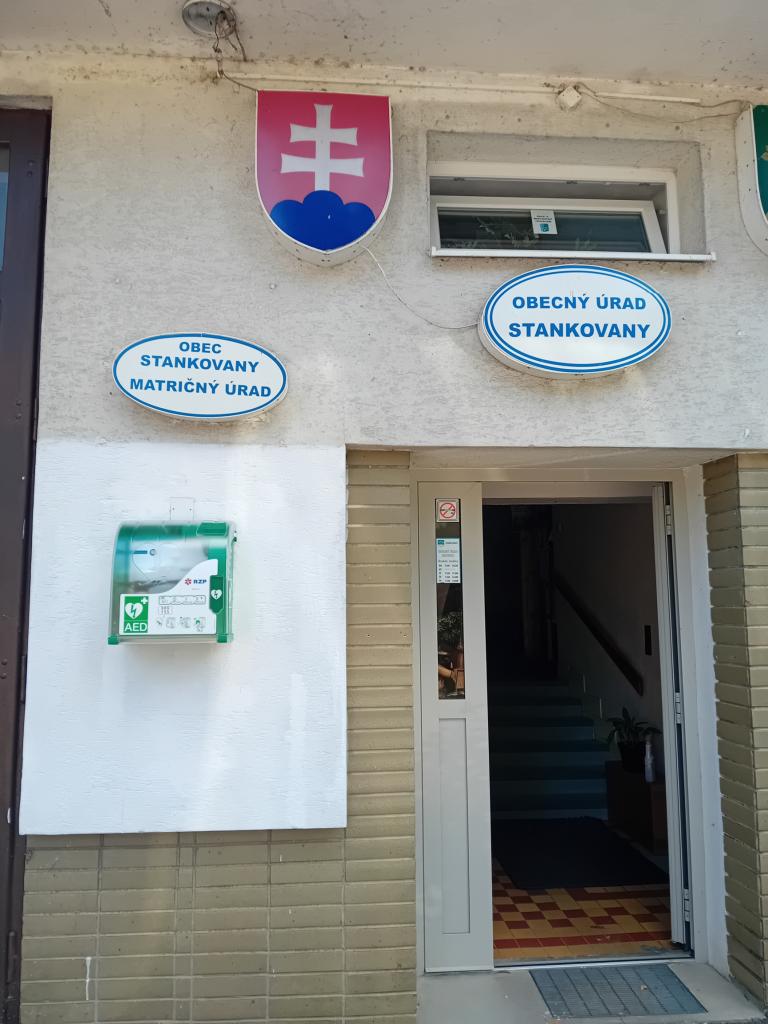 OBECNÝ ÚRAD
STANKOVANY
OBEC
STANKOVANY
MATRIČNÝ ÚRAD
RZP
AED